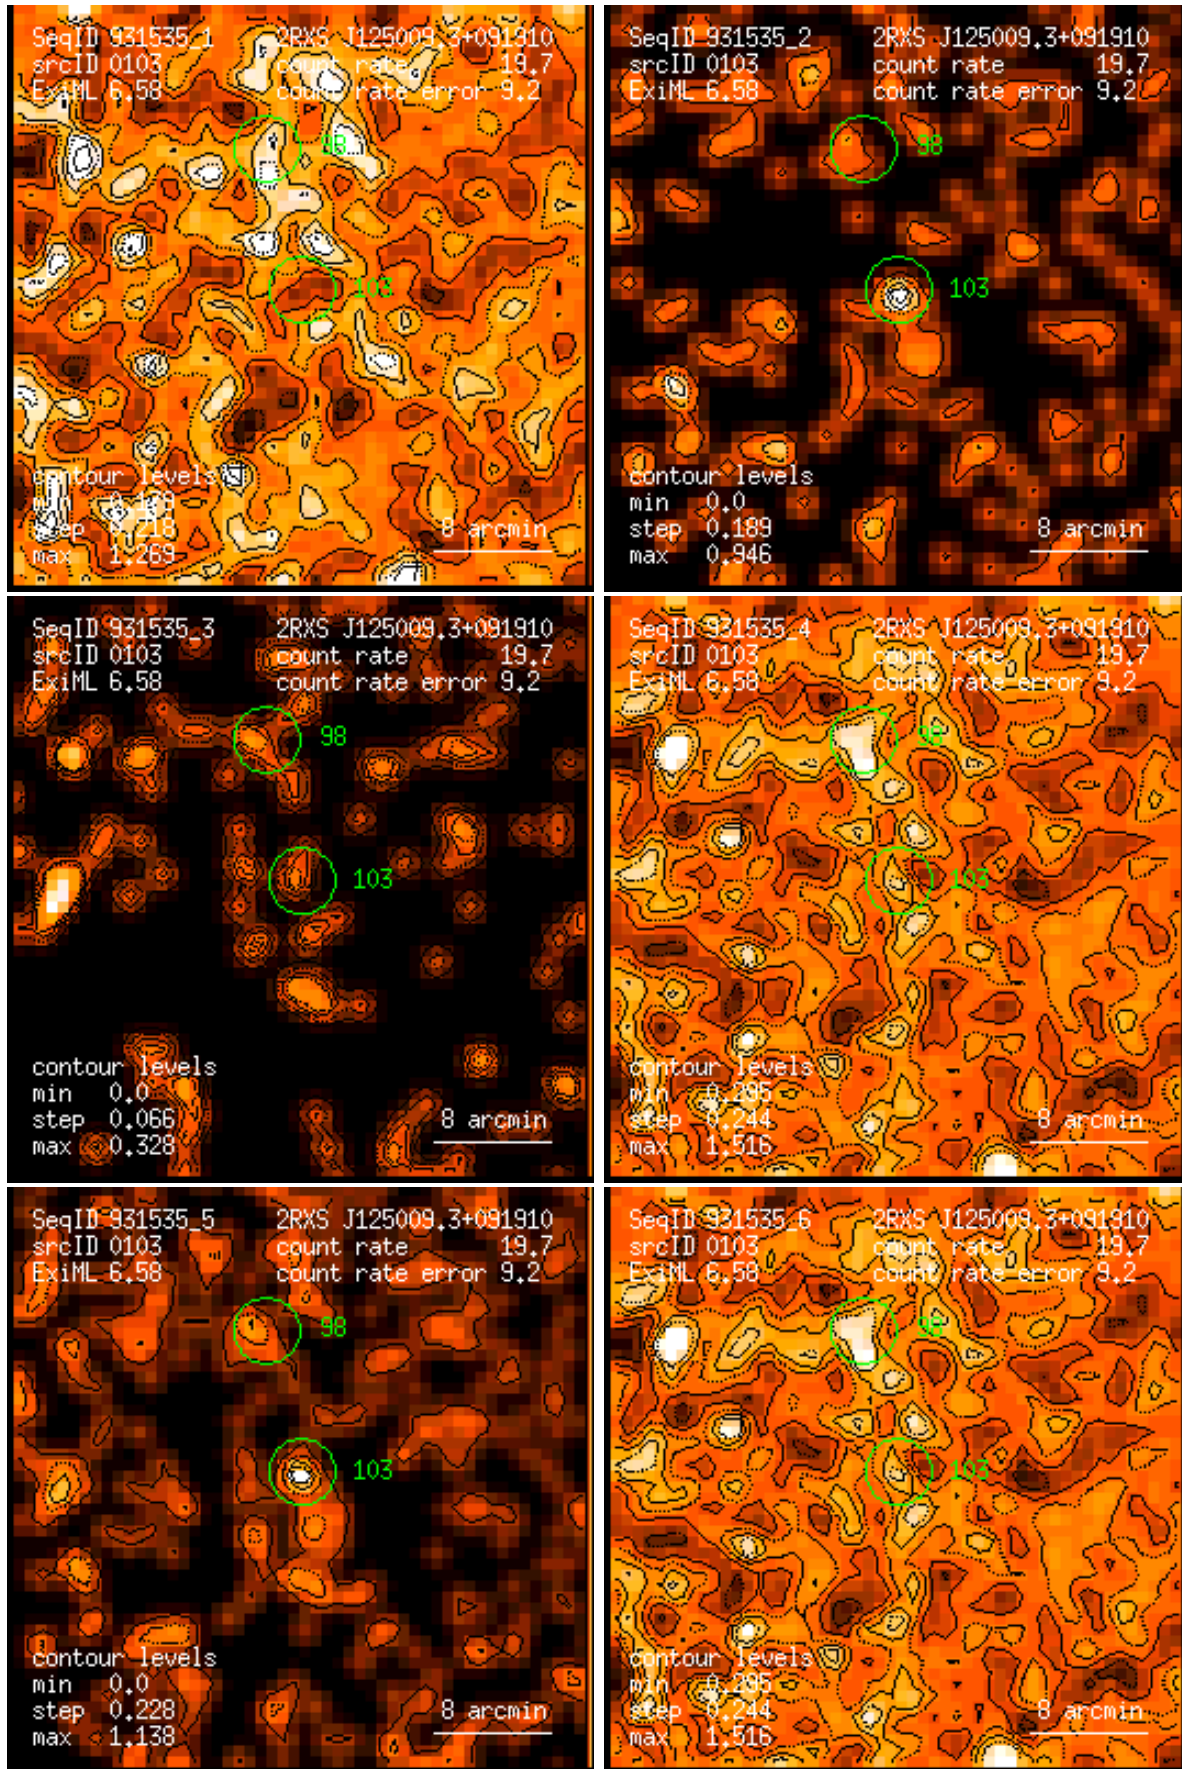 SeqID 931535_1 2RXS J125009.3+091910
srcID 0103 count rate 19.7
ExiML 6.58 count rate error 9.2
98
103
contour levels
min 0.179
step 0.218
max 1.269
8 arcmin
SeqID 931535_2 2RXS J125009.3+091910
srcID 0103 count rate 19.7
ExiML 6.58 count rate error 9.2
98
103
contour levels
min 0.0
step 0.189
max 0.946
8 arcmin
SeqID 931535_3 2RXS J125009.3+091910
srcID 0103 count rate 19.7
ExiML 6.58 count rate error 9.2
98
103
contour levels
min 0.0
step 0.066
max 0.328
8 arcmin
SeqID 931535_4 2RXS J125009.3+091910
srcID 0103 count rate 19.7
ExiML 6.58 count rate error 9.2
98
103
contour levels
min 0.295
step 0.244
max 1.516
8 arcmin
SeqID 931535_5 2RXS J125009.3+091910
srcID 0103 count rate 19.7
ExiML 6.58 count rate error 9.2
98
103
contour levels
min 0.0
step 0.228
max 1.138
8 arcmin
SeqID 931535_6 2RXS J125009.3+091910
srcID 0103 count rate 19.7
ExiML 6.58 count rate error 9.2
98
103
contour levels
min 0.295
step 0.244
max 1.516
8 arcmin